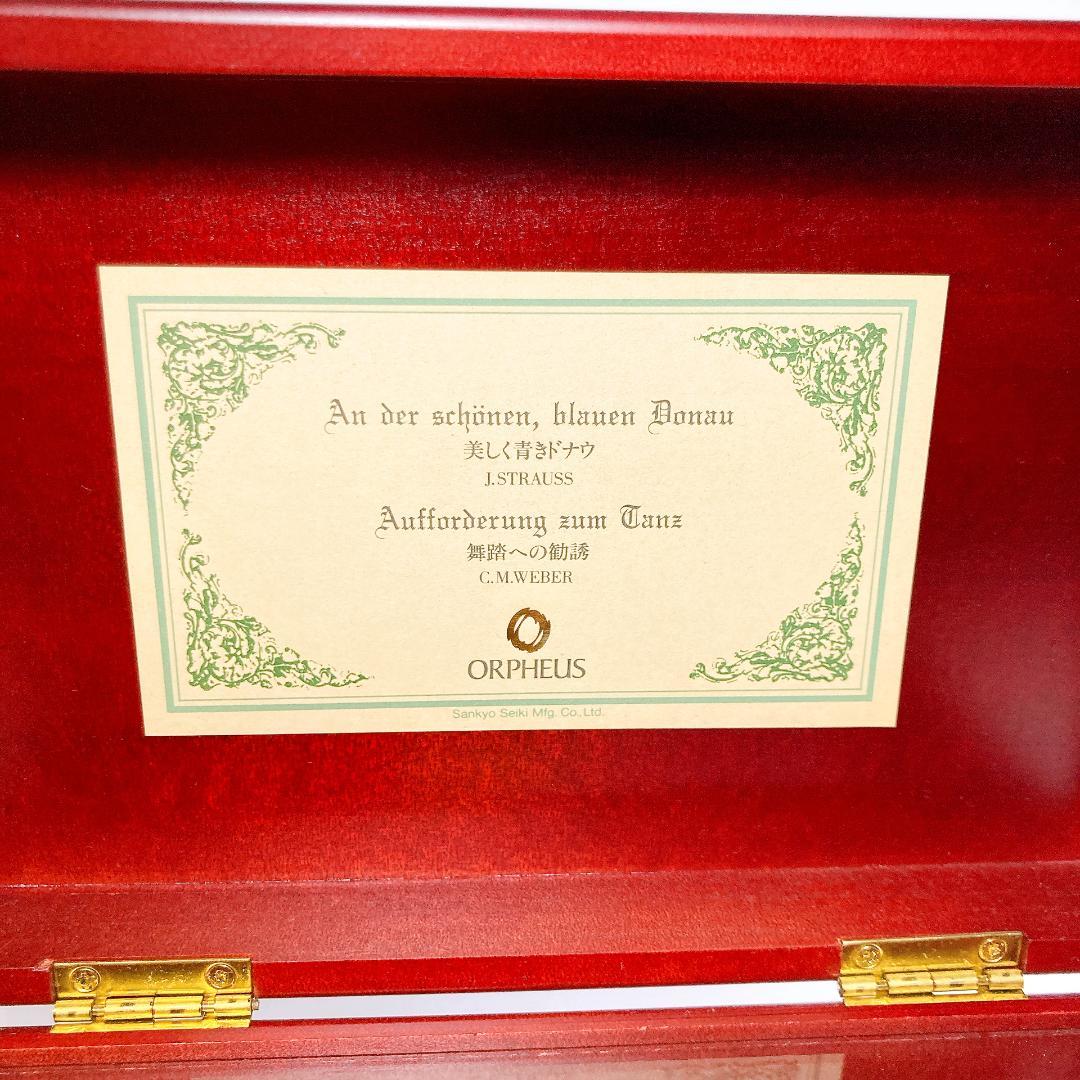 An der schönen, blauen Donau
美しく青きドナウ
J.STRAUSS
Aufforderung zum Tanz
舞踏への勧誘
C.M.WEBER
ORPHEUS
Sankyo Seiki Mfg. Co., Ltd.